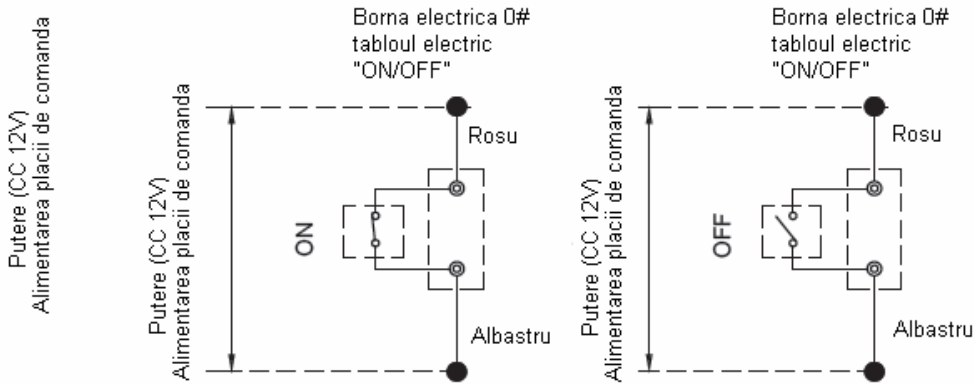 Putere (CC 12V)
Alimentarea placii de comanda
Borna electrica 0#
tabloul electric
"ON/OFF"
Putere (CC 12V)
Alimentarea placii de comanda
Rosu
ON
Albastru
Borna electrica 0#
tabloul electric
"ON/OFF"
Putere (CC 12V)
Alimentarea placii de comanda
Rosu
OFF
Albastru